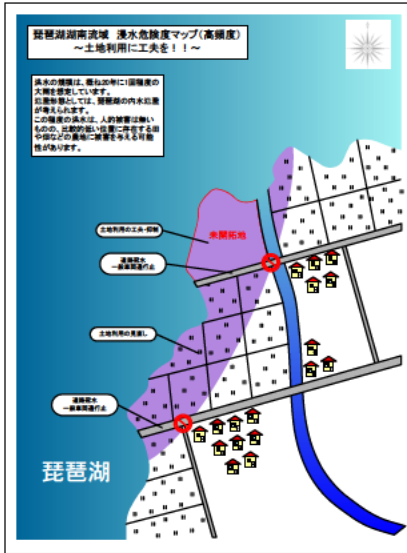 琵琶湖湖南流域 浸水危険度マップ(高頻度)
～土地利用に工夫を!!～
洪水の規模は、概ね20年に1回程度の
大雨を想定しています。
氾濫形態としては、琵琶湖の内水氾濫
が考えられます。
この程度の洪水は、人的被害は無い
ものの、比較的低い位置に存在する田
や畑などの農地に被害を与える可能
性があります。
土地利用の工夫・抑制
未開拓地
道路冠水
一般車両通行止
土地利用の見直し
道路冠水
一般車両通行止
琵琶湖